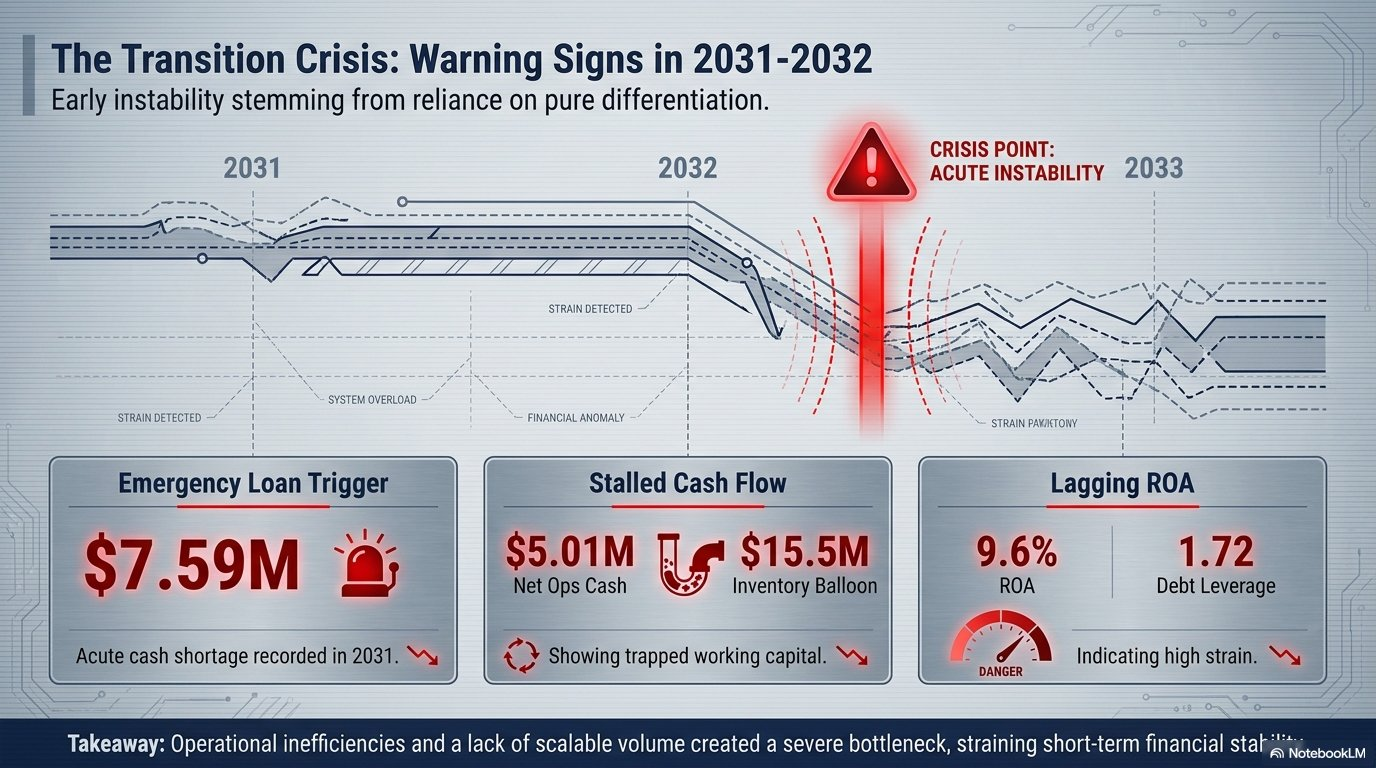 The Transition Crisis: Warning Signs in 2031-2032
Early instability stemming from reliance on pure differentiation.
2031
2032
CRISIS POINT:
ACUTE INSTABILITY
2033
STRAIN DETECTED
SYSTEM OVERLOAD
STRAIN DETECTED
FINANCIAL ANOMALY
STRAIN
Emergency Loan Trigger
$7.59M
Acute cash shortage recorded in 2031.
Stalled Cash Flow
$5.01M
Net Ops Cash
$15.5M
Inventory Balloon
Showing trapped working capital.
Lagging ROA
9.6%
ROA
1.72
Debt Leverage
DANGER
Indicating high strain.
Takeaway: Operational inefficiencies and a lack of scalable volume created a severe bottleneck, straining short-term financial stability.
NotebookLM